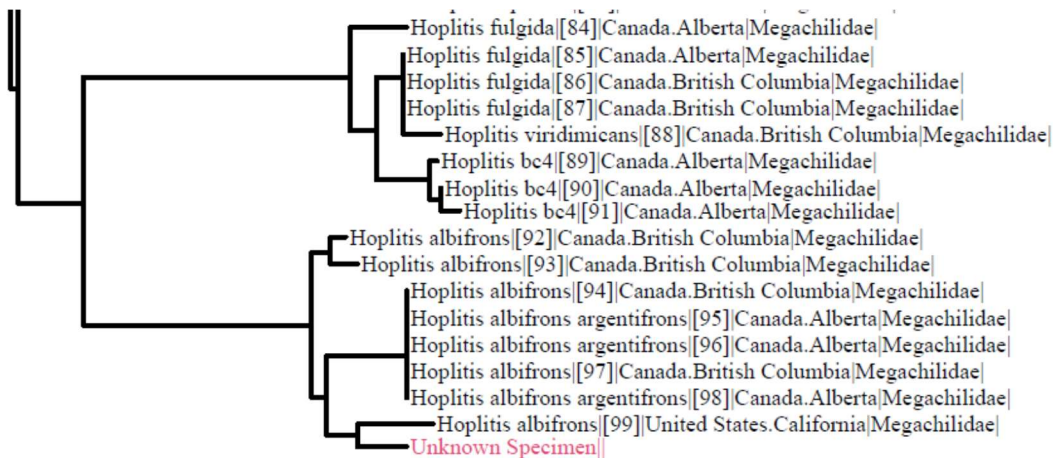 Hoplitis fulgida|[84]|Canada.Alberta|Megachilidae|
Hoplitis fulgida|[85]|Canada.Alberta|Megachilidae|
Hoplitis fulgida|[86]|Canada.British Columbia|Megachilidae|
Hoplitis fulgida|[87]|Canada.British Columbia|Megachilidae|
Hoplitis viridimicans|[88]|Canada.British Columbia|Megachilidae|
Hoplitis bc4|[89]|Canada.Alberta|Megachilidae|
Hoplitis bc4|[90]|Canada.Alberta|Megachilidae|
Hoplitis bc4|[91]|Canada.Alberta|Megachilidae|
Hoplitis albifrons|[92]|Canada.British Columbia|Megachilidae|
Hoplitis albifrons|[93]|Canada.British Columbia|Megachilidae|
Hoplitis albifrons|[94]|Canada.British Columbia|Megachilidae|
Hoplitis albifrons argentifrons|[95]|Canada.Alberta|Megachilidae|
Hoplitis albifrons argentifrons|[96]|Canada.Alberta|Megachilidae|
Hoplitis albifrons|[97]|Canada.British Columbia|Megachilidae|
Hoplitis albifrons argentifrons|[98]|Canada.Alberta|Megachilidae|
Hoplitis albifrons|[99]|United States.California|Megachilidae|
Unknown Specimen||